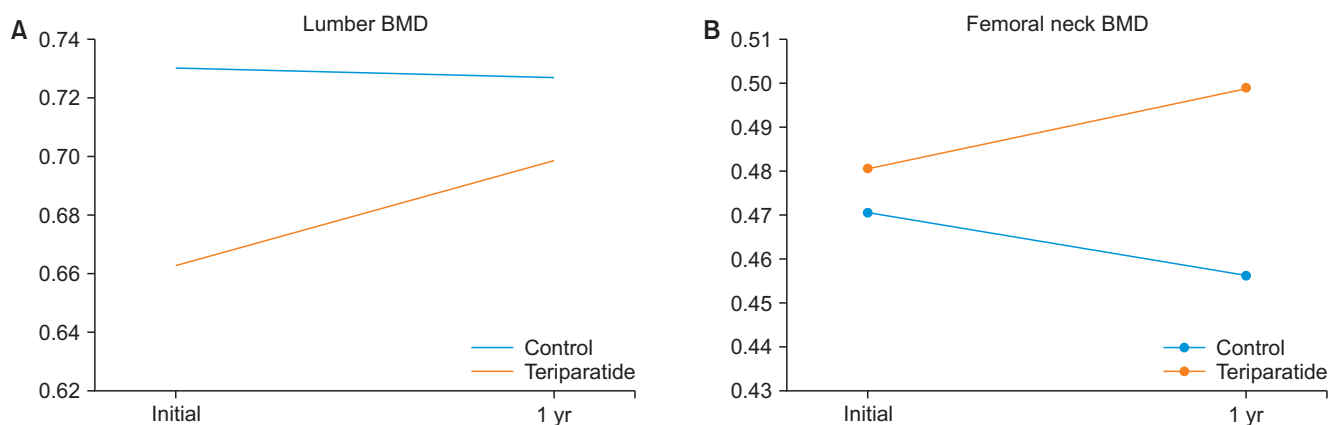 A
Lumber BMD
0.74
0.72
0.70
0.68
0.66
0.64
0.62
Initial
1 yr
Control
Teriparatide
B
Femoral neck BMD
0.51
0.50
0.49
0.48
0.47
0.46
0.45
0.44
0.43
Initial
1 yr
Control
Teriparatide